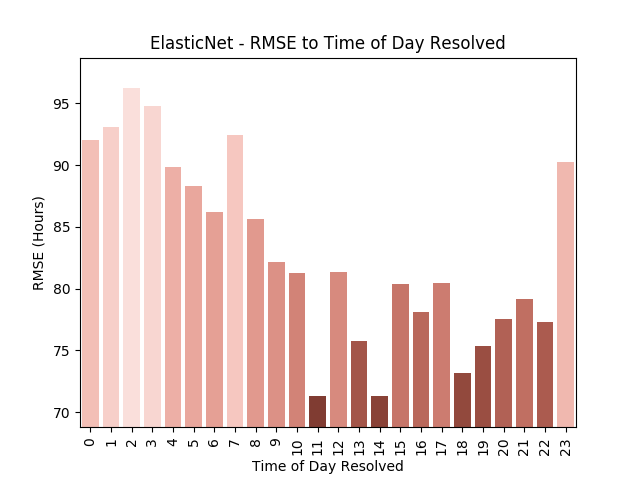 ElasticNet - RMSE to Time of Day Resolved
RMSE (Hours)
95
90
85
80
75
70
0 1 2 3 4 5 6 7 8 9 10 11 12 13 14 15 16 17 18 19 20 21 22 23
Time of Day Resolved